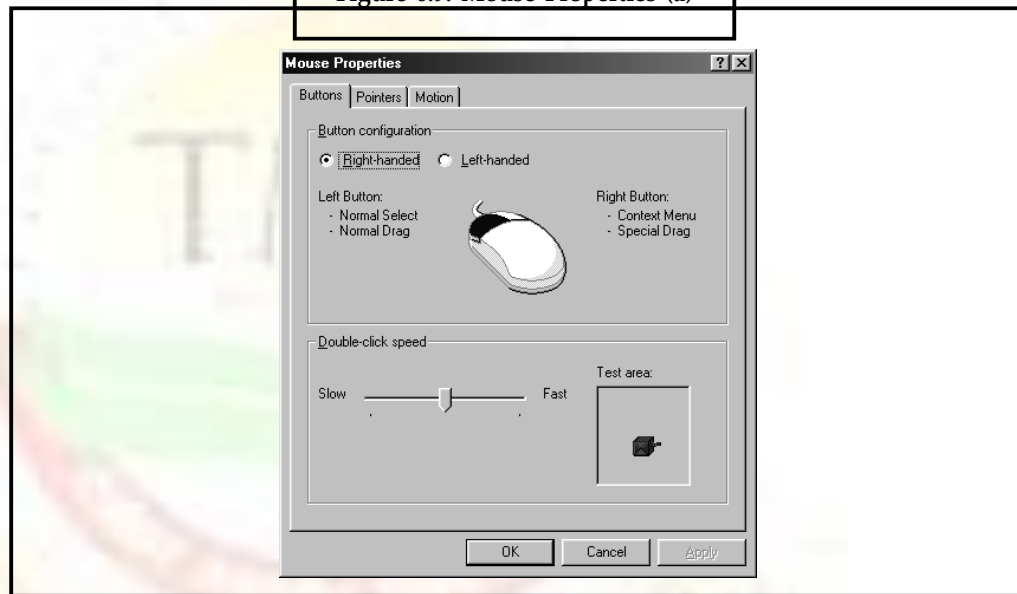 Mouse Properties
Buttons Pointers Motion
Button configuration
Right-handed Left-handed
Left Button:
- Normal Select
- Normal Drag
Right Button:
- Context Menu
- Special Drag
Double-click speed
Slow Fast
Test area:
OK Cancel Apply